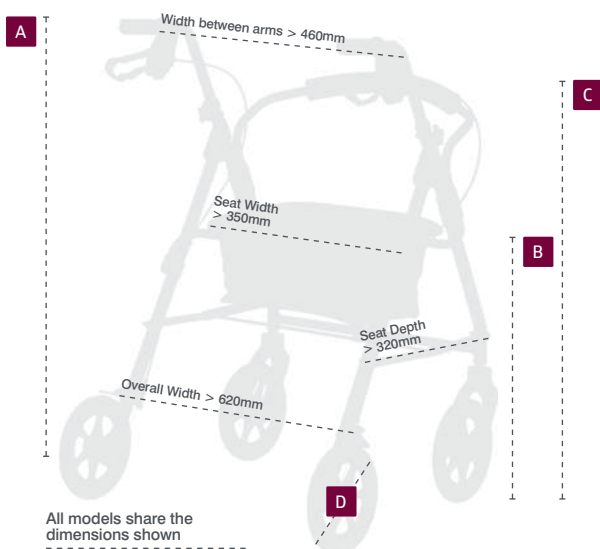 A
Width between arms > 460mm
C
Seat Width
> 350mm
B
Seat Depth
> 320mm
Overall Width > 620mm
D
All models share the
dimensions shown